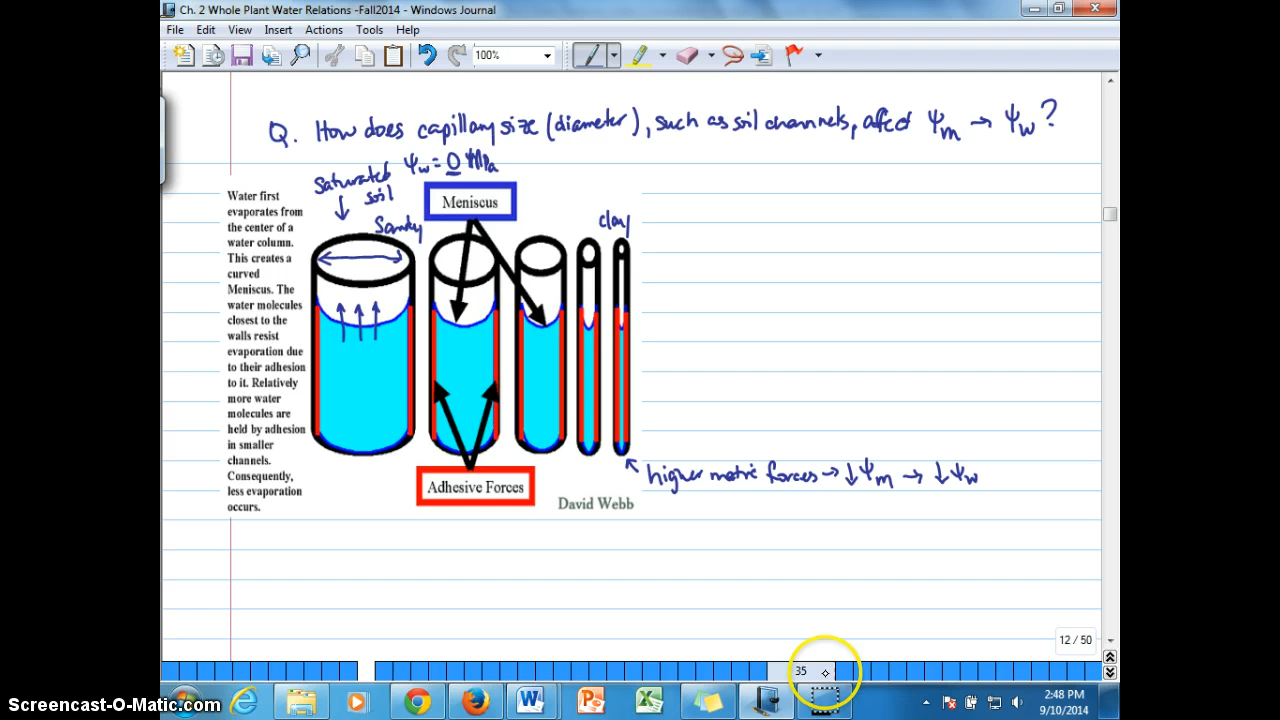 Ch. 2 Whole Plant Water Relations -Fall2014 - Windows Journal
File Edit View Insert Actions Tools Help
100%
Q. How does capillary size (diameter), such as soil channels, affect Ψm → Ψw?
Saturated Ψw = 0 MPa
soil
Sandy
Meniscus
clay
Water first
evaporates from
the center of a
water column.
This creates a
curved
Meniscus. The
water molecules
closest to the
walls resist
evaporation due
to their adhesion
to it. Relatively
more water
molecules are
held by adhesion
in smaller
channels.
Consequently,
less evaporation
occurs.
higher matric forces → ↓Ψm → ↓Ψw
Adhesive Forces
David Webb
12 / 50
35
Screencast-O-Matic.com
2:48 PM
9/10/2014